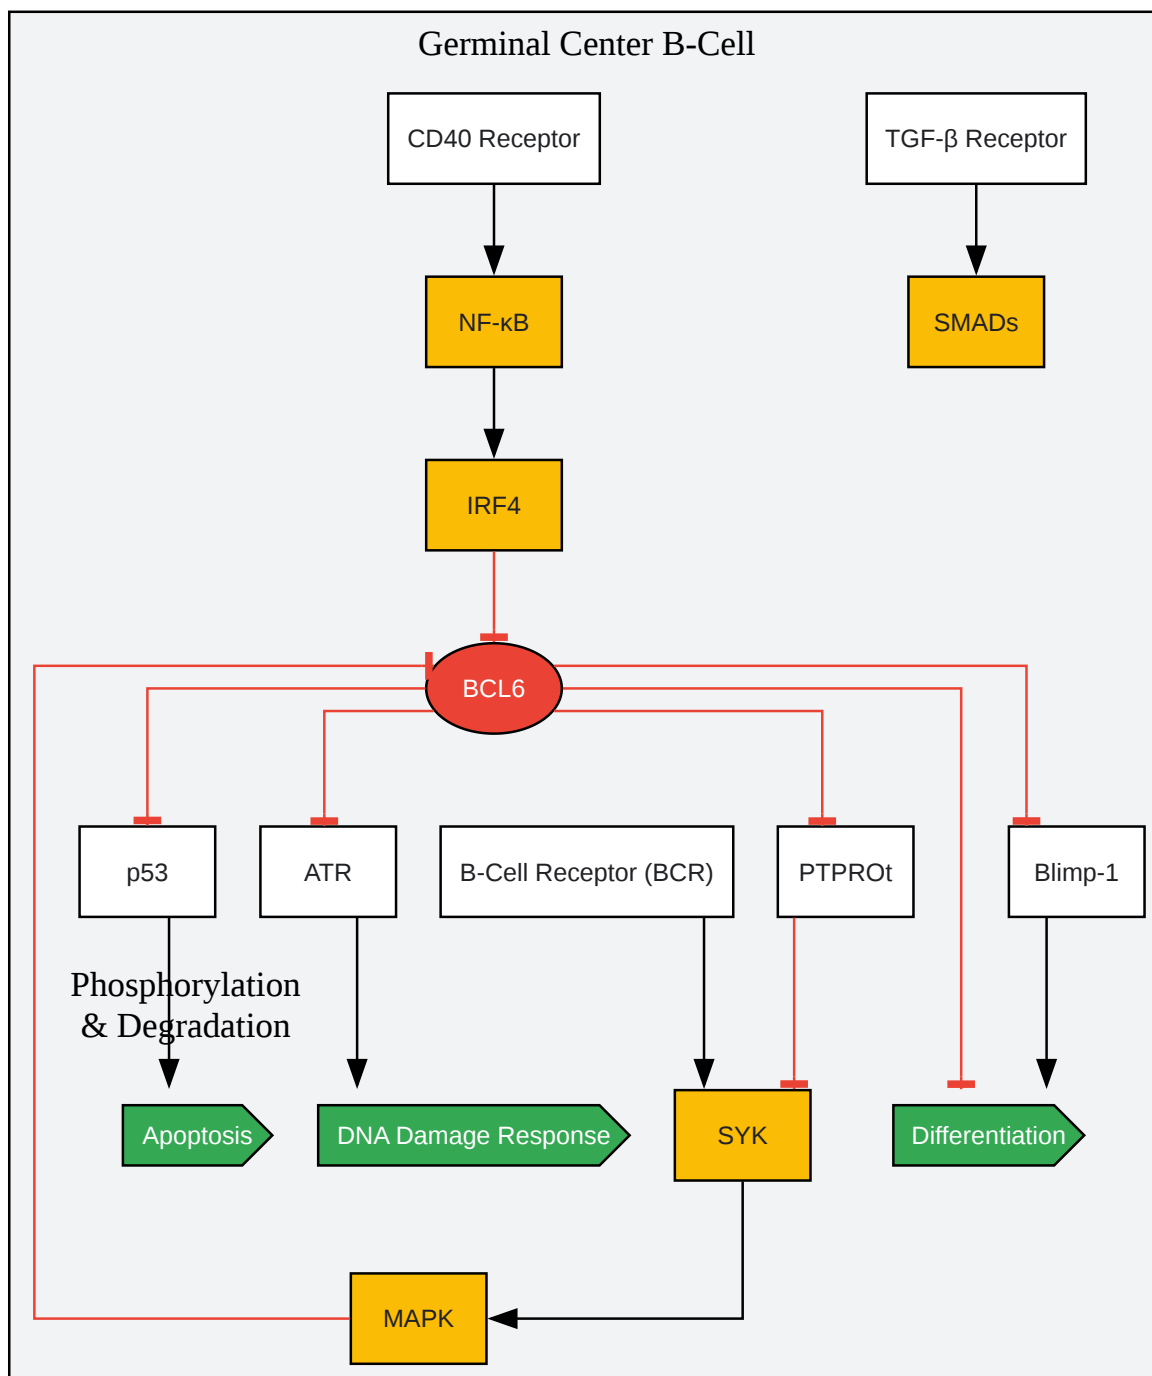 Germinal Center B-Cell
CD40 Receptor
TGF-β Receptor
NF-κB
SMADs
IRF4
BCL6
p53
ATR
B-Cell Receptor (BCR)
PTPROt
Blimp-1
Phosphorylation
& Degradation
Apoptosis
DNA Damage Response
SYK
Differentiation
MAPK